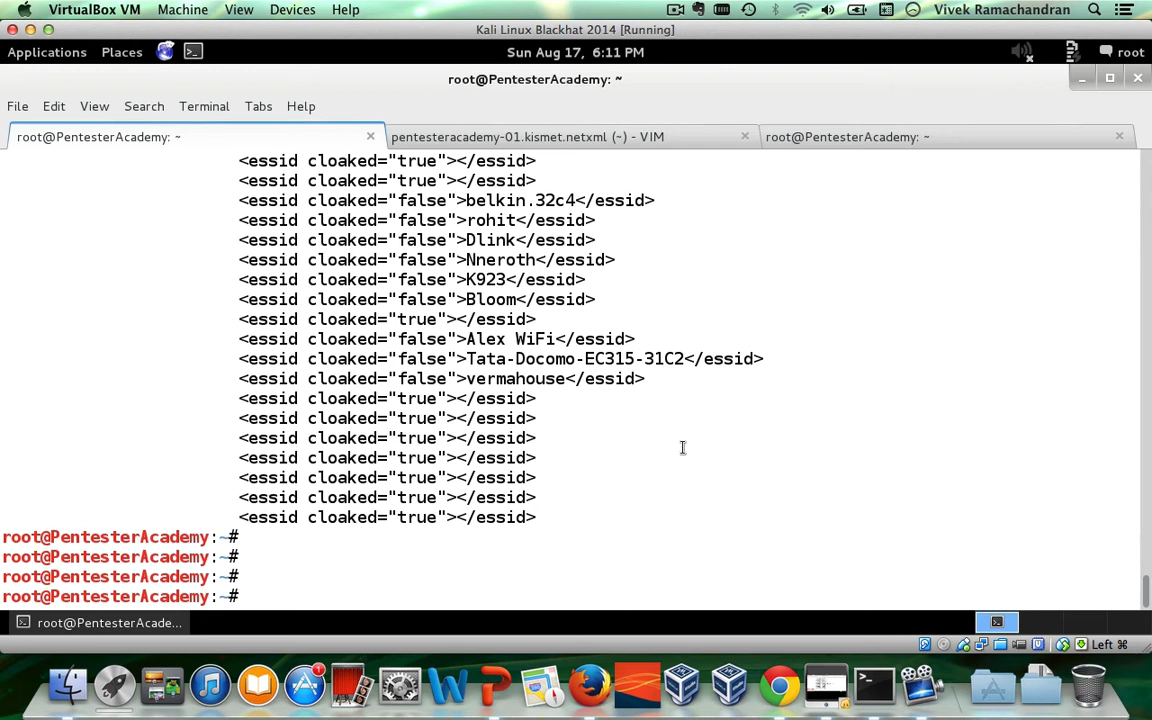 VirtualBox VM Machine View Devices Help Vivek Ramachandran
Kali Linux Blackhat 2014 [Running]
Applications Places Sun Aug 17, 6:11 PM root
root@PentesterAcademy: ~
File Edit View Search Terminal Tabs Help
root@PentesterAcademy: ~ pentesteracademy-01.kismet.netxml (~) - VIM root@PentesterAcademy: ~
<essid cloaked="true"></essid>
<essid cloaked="true"></essid>
<essid cloaked="false">belkin.32c4</essid>
<essid cloaked="false">rohit</essid>
<essid cloaked="false">Dlink</essid>
<essid cloaked="false">Nneroth</essid>
<essid cloaked="false">K923</essid>
<essid cloaked="false">Bloom</essid>
<essid cloaked="true"></essid>
<essid cloaked="false">Alex WiFi</essid>
<essid cloaked="false">Tata-Docomo-EC315-31C2</essid>
<essid cloaked="false">vermahouse</essid>
<essid cloaked="true"></essid>
<essid cloaked="true"></essid>
<essid cloaked="true"></essid>
<essid cloaked="true"></essid>
<essid cloaked="true"></essid>
<essid cloaked="true"></essid>
<essid cloaked="true"></essid>
root@PentesterAcademy:~#
root@PentesterAcademy:~#
root@PentesterAcademy:~#
root@PentesterAcademy:~#
root@PentesterAcade...
Left ⌘